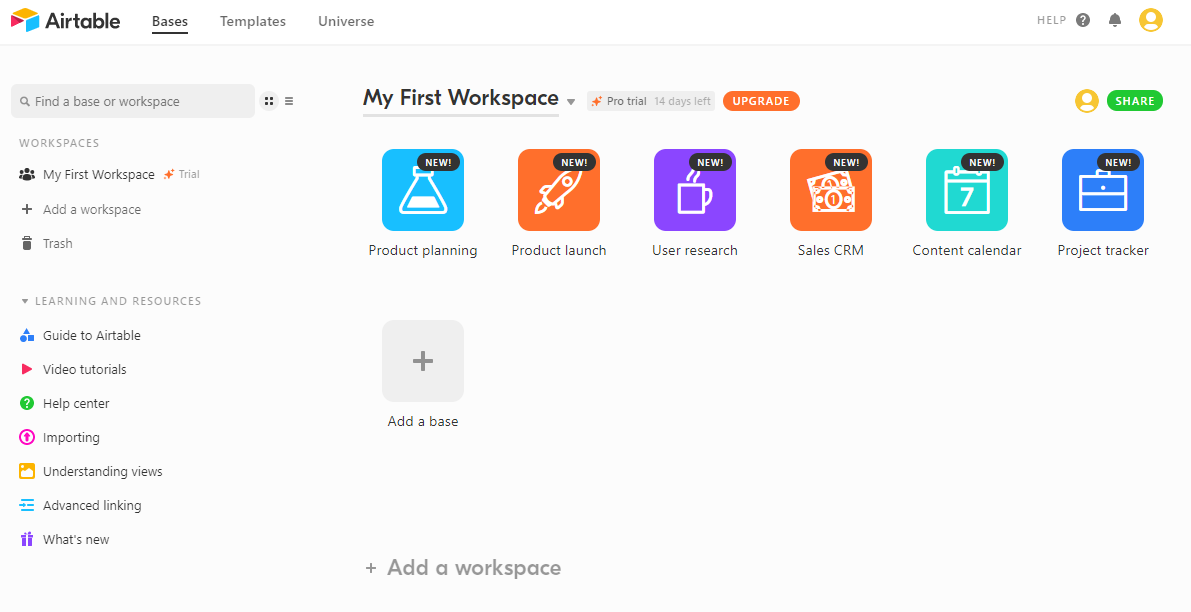 Airtable
Bases
Templates
Universe
HELP ?
Find a base or workspace
WORKSPACES
My First Workspace Trial
+ Add a workspace
Trash
LEARNING AND RESOURCES
Guide to Airtable
Video tutorials
? Help center
Importing
Understanding views
Advanced linking
What's new
My First Workspace
Pro trial 14 days left
UPGRADE
SHARE
NEW!
NEW!
NEW!
NEW!
NEW!
NEW!
1
7
Product planning
Product launch
User research
Sales CRM
Content calendar
Project tracker
+
Add a base
+ Add a workspace